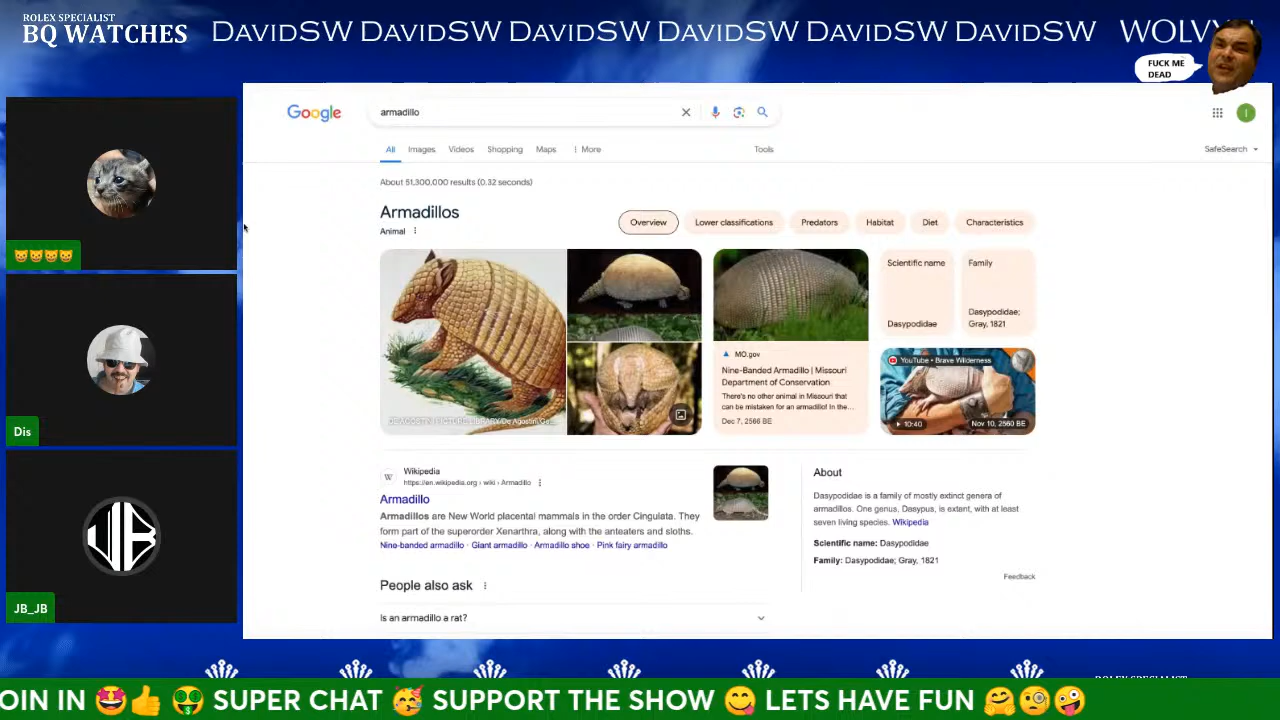 ROLEX SPECIALIST
BQ WATCHES
DAVIDSW DAVIDSW DAVIDSW DAVIDSW DAVIDSW DAVIDSW
FUCK ME
DEAD
Google
armadillo
I
All Images Videos Shopping Maps More Tools
SafeSearch
About 51,300,000 results (0.32 seconds)
Armadillos
Animal
Overview Lower classifications Predators Habitat Diet Characteristics
Scientific name
Dasypodidae
Family
Dasypodidae;
Gray, 1821
MO.gov
Nine-Banded Armadillo | Missouri
Department of Conservation
There's no other animal in Missouri that
can be mistaken for an armadillo! In the...
Dec 7, 2566 BE
YouTube • Brave Wilderness
10:40
Nov 10, 2560 BE
W
Wikipedia
https://en.wikipedia.org › wiki › Armadillo
Armadillo
Armadillos are New World placental mammals in the order Cingulata. They
form part of the superorder Xenarthra, along with the anteaters and sloths.
Nine-banded armadillo · Giant armadillo · Armadillo shoe · Pink fairy armadillo
People also ask
Is an armadillo a rat?
About
Dasypodidae is a family of mostly extinct genera of
armadillos. One genus, Dasypus, is extant, with at least
seven living species. Wikipedia
Scientific name: Dasypodidae
Family: Dasypodidae; Gray, 1821
Feedback
Dis
JB
JB_JB
OIN IN 🤩👍 🤑 SUPER CHAT 🥳 SUPPORT THE SHOW 😋 LETS HAVE FUN 🤗🧐🤪